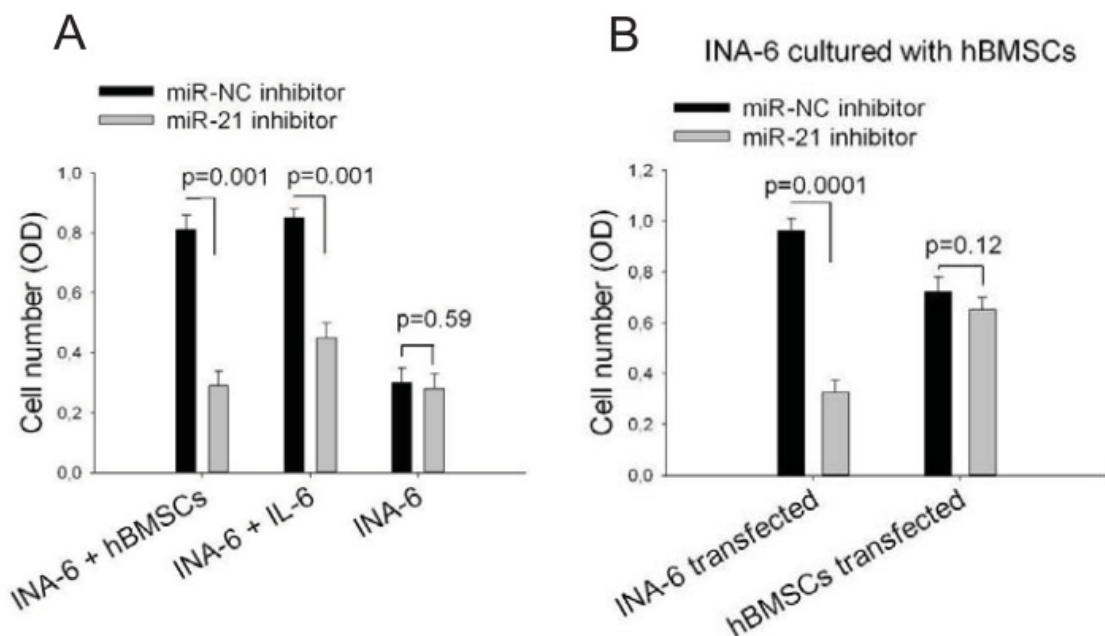 A
miR-NC inhibitor
miR-21 inhibitor
Cell number (OD)
1,0
0,8
0,6
0,4
0,2
0,0
p=0.001
p=0.001
p=0.59
INA-6 + hBMSCs
INA-6 + IL-6
INA-6
B
INA-6 cultured with hBMSCs
miR-NC inhibitor
miR-21 inhibitor
Cell number (OD)
1,2
1,0
0,8
0,6
0,4
0,2
0,0
p=0.0001
p=0.12
INA-6 transfected
hBMSCs transfected